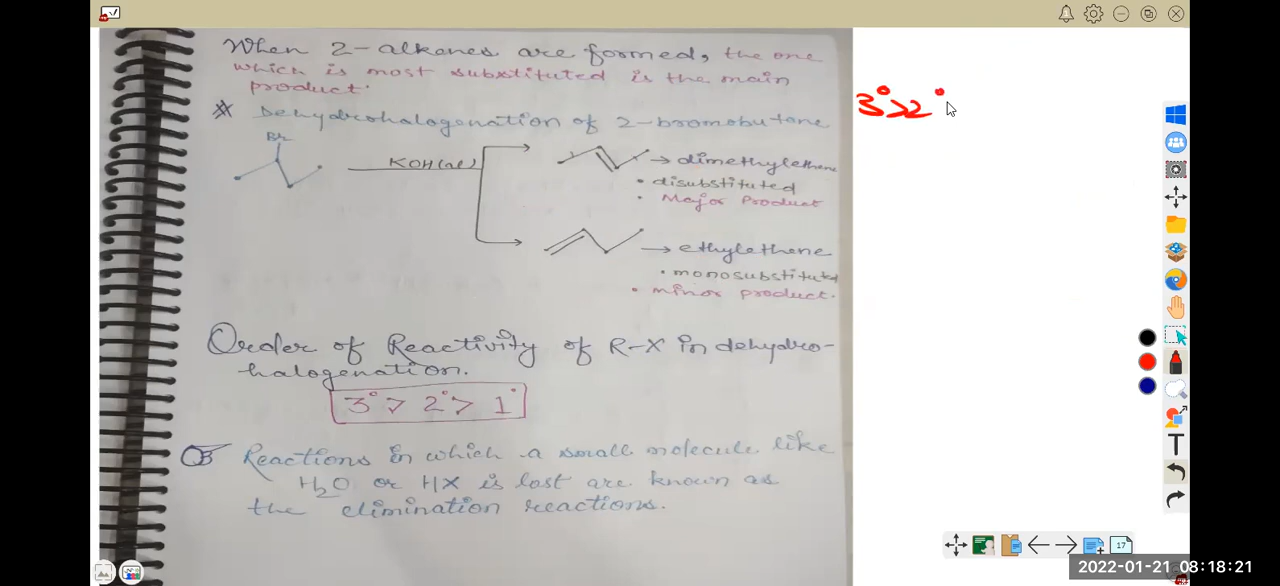 When 2-alkenes are formed, the one
which is most substituted is the main
product.
* Dehydrohalogenation of 2-bromobutane
Br
KOH(al)
→ dimethylethene
• disubstituted
• Major Product
→ ethylethene
• monosubstituted
• minor product.
Order of Reactivity of R-X in dehydro-
halogenation.
3° > 2° > 1°
Reactions in which a small molecule like
H2O or HX is lost are known as
the elimination reactions.
3° > 2°
T
17
2022-01-21 08:18:21